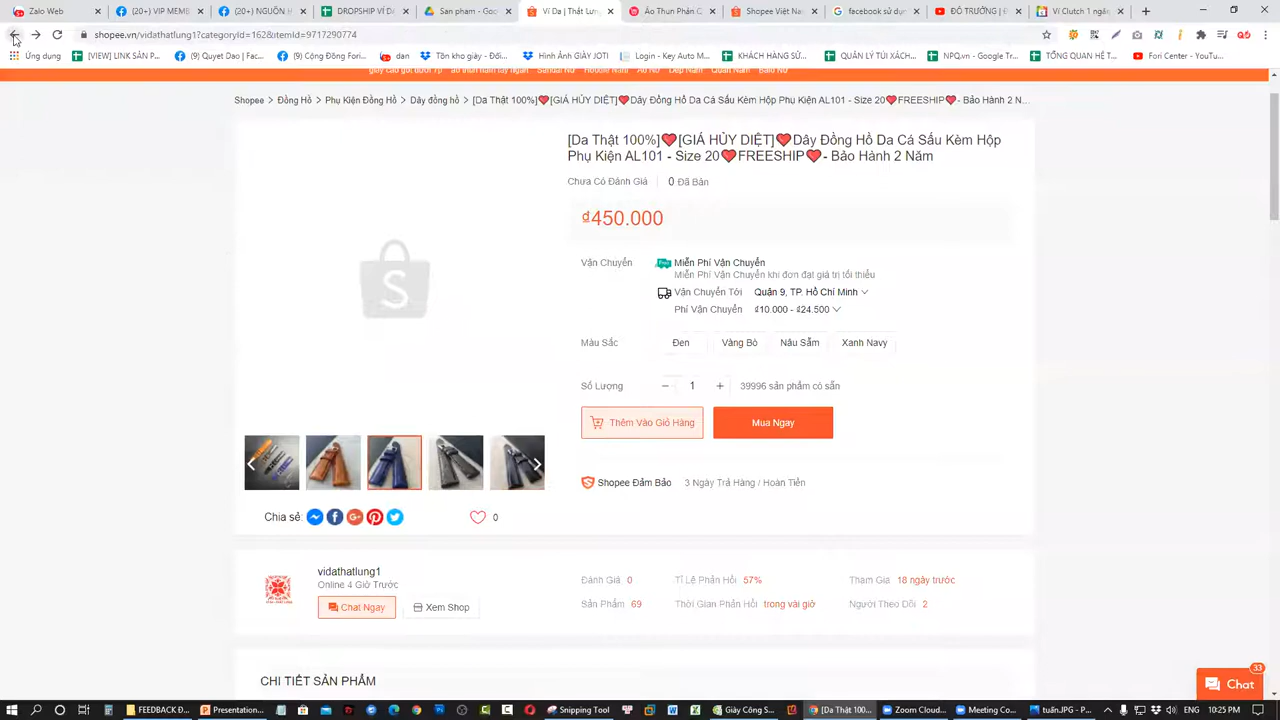 Zalo Web
(20+) VIP MEMB
(20+) NGUỒN
DROPSHIP VÍ DA
San pham - Goo
Ví Da | Thắt Lưng
Áo Thun Phản Q
Shopee Việt Nam
facebook sử dụn
ĐỒ TRƯỞNG
Ví Clutch 1 ngăn
shopee.vn/vidathatlung1?categoryId=162&itemId=9717290774
Ứng dụng
[VIEW] LINK SẢN P...
(9) Quyet Dao | Fac...
(9) Cộng Đồng Fori...
dan
Tồn kho giày - Đối...
Hình Ảnh GIÀY JOTI
Login - Key Auto M...
KHÁCH HÀNG SỬ...
QUẢN LÝ TÚI XÁCH...
NPQ.vn - Google Tr...
TỔNG QUAN HỆ T...
Fori Center - YouTu...
Shopee > Đồng Hồ > Phụ Kiện Đồng Hồ > Dây đồng hồ > [Da Thật 100%]❤️[GIÁ HỦY DIỆT]❤️Dây Đồng Hồ Da Cá Sấu Kèm Hộp Phụ Kiện AL101 - Size 20❤️FREESHIP❤️- Bảo Hành 2 N...
[Da Thật 100%]❤️[GIÁ HỦY DIỆT]❤️Dây Đồng Hồ Da Cá Sấu Kèm Hộp
Phụ Kiện AL101 - Size 20❤️FREESHIP❤️- Bảo Hành 2 Năm
Chưa Có Đánh Giá 0 Đã Bán
₫450.000
Vận Chuyển Miễn Phí Vận Chuyển
Miễn Phí Vận Chuyển khi đơn đạt giá trị tối thiểu
Vận Chuyển Tới Quận 9, TP. Hồ Chí Minh
Phí Vận Chuyển ₫10.000 - ₫24.500
Màu Sắc Đen Vàng Bò Nâu Sẫm Xanh Navy
Số Lượng − 1 + 39996 sản phẩm có sẵn
Thêm Vào Giỏ Hàng Mua Ngay
Shopee Đảm Bảo 3 Ngày Trả Hàng / Hoàn Tiền
Chia sẻ: 0
vidathatlung1
Online 4 Giờ Trước
Chat Ngay Xem Shop
Đánh Giá 0 Tỉ Lệ Phản Hồi 57% Tham Gia 18 ngày trước
Sản Phẩm 69 Thời Gian Phản Hồi trong vài giờ Người Theo Dõi 2
CHI TIẾT SẢN PHẨM
33
Chat
FEEDBACK Đ...
Presentation...
Snipping Tool
Giày Công S...
[Da Thật 100...
Zoom Cloud...
Meeting Co...
tuấn.JPG - P...
ENG
10:25 PM